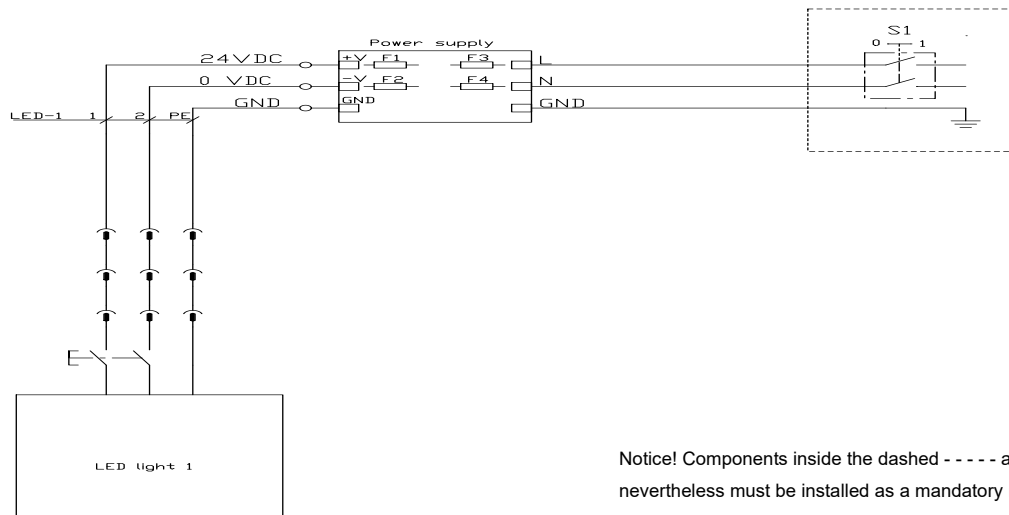 S1
0 1
Power supply
24VDC +V F1 F3 L
0 VDC -V F2 F4 N
GND GND GND
LED-1 1 2 PE
LED light 1
Notice! Components inside the dashed - - - - - a
nevertheless must be installed as a mandatory